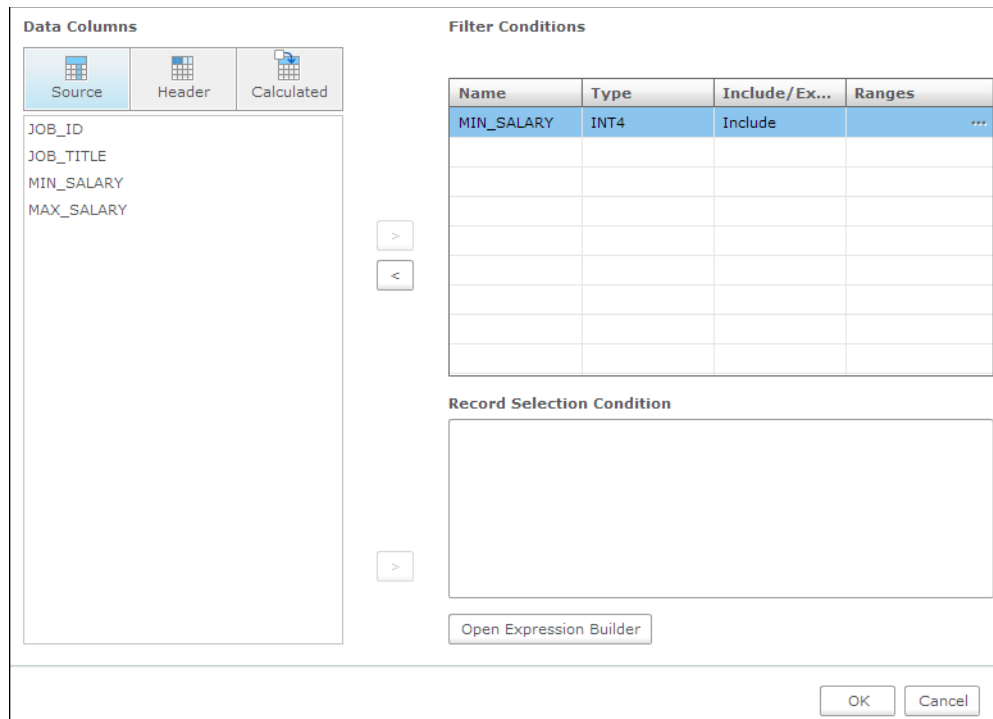 Data Columns
Filter Conditions
Source Header Calculated
JOB_ID
JOB_TITLE
MIN_SALARY
MAX_SALARY
>
<
Name Type Include/Ex... Ranges
MIN_SALARY INT4 Include ...
Record Selection Condition
>
Open Expression Builder
OK Cancel